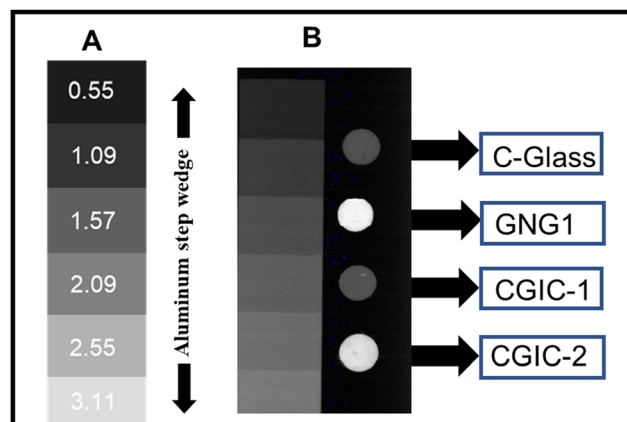 A
B
0.55
1.09
1.57
2.09
2.55
3.11
Aluminum step wedge
C-Glass
GNG1
CGIC-1
CGIC-2